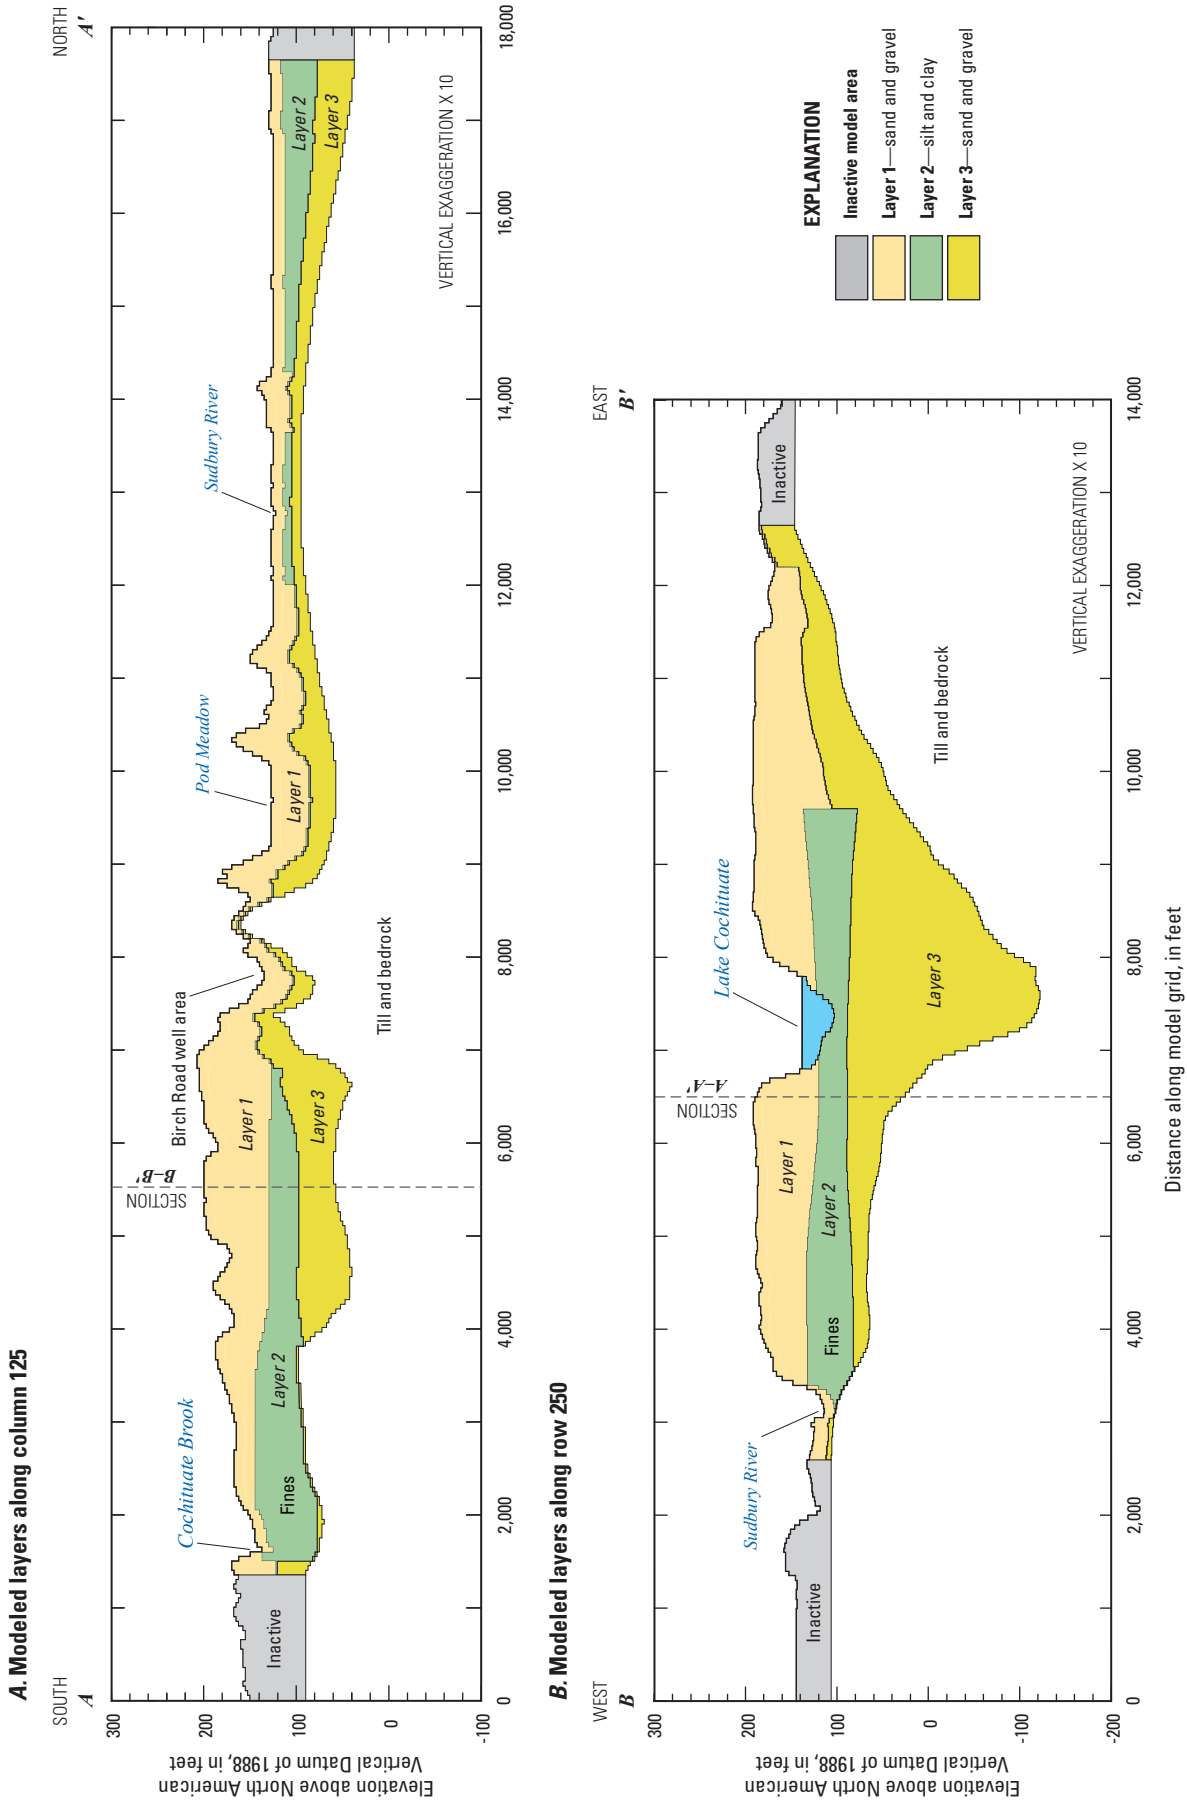 A. Modeled layers along column 125
SOUTH
NORTH
A
A'
Elevation above North American
Vertical Datum of 1988, in feet
300
200
100
0
-100
Cochituate Brook
Birch Road well area
Pod Meadow
Sudbury River
SECTION
B–B'
Inactive
Fines
Layer 2
Layer 1
Layer 3
Layer 1
Layer 2
Layer 3
Till and bedrock
VERTICAL EXAGGERATION X 10
0
2,000
4,000
6,000
8,000
10,000
12,000
14,000
16,000
18,000
B. Modeled layers along row 250
WEST
EAST
B
B'
Elevation above North American
Vertical Datum of 1988, in feet
300
200
100
0
-100
-200
Sudbury River
SECTION
A–A'
Lake Cochituate
Inactive
Fines
Layer 2
Layer 1
Layer 3
Inactive
Till and bedrock
VERTICAL EXAGGERATION X 10
0
2,000
4,000
6,000
8,000
10,000
12,000
14,000
Distance along model grid, in feet
EXPLANATION
Inactive model area
Layer 1—sand and gravel
Layer 2—silt and clay
Layer 3—sand and gravel